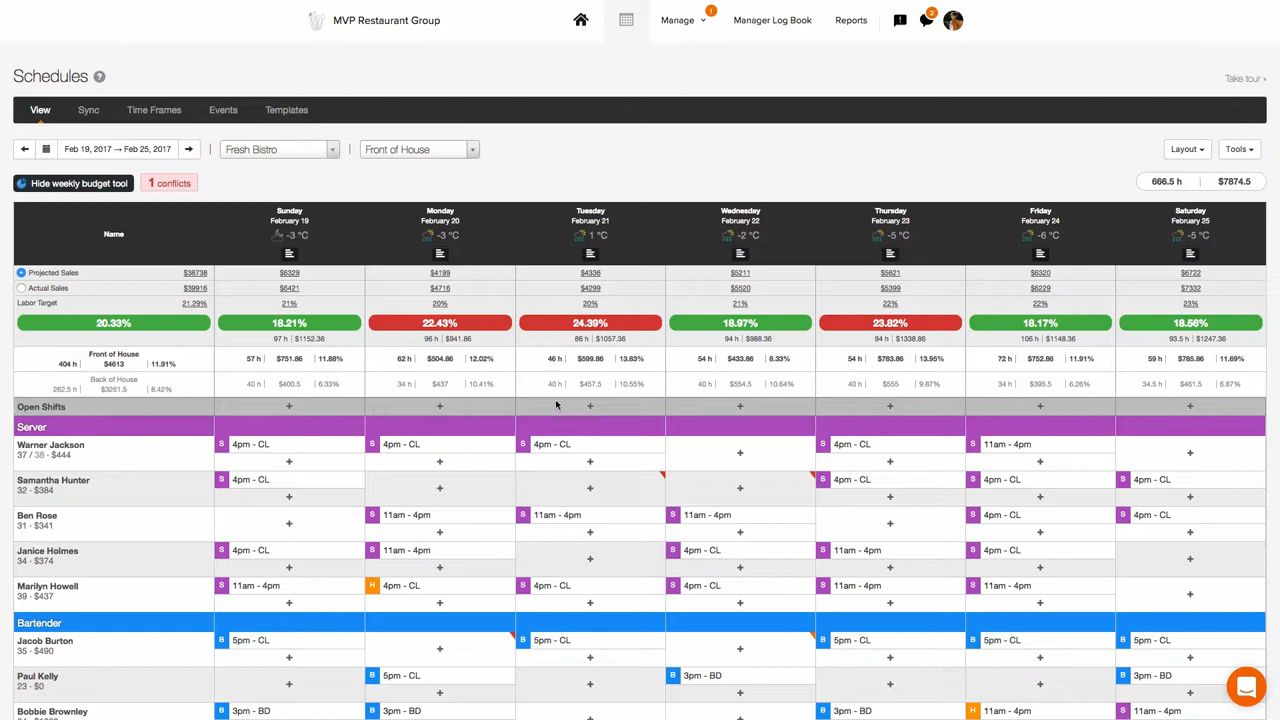 MVP Restaurant Group
Manage
!
Manager Log Book
Reports
!
2
Schedules ?
Take tour »
View Sync Time Frames Events Templates
Feb 19, 2017 → Feb 25, 2017 | Fresh Bistro | Front of House
Layout Tools
Hide weekly budget tool 1 conflicts
666.5 h | $7874.5
Name
Sunday February 19 -3 °C
Monday February 20 -3 °C
Tuesday February 21 1 °C
Wednesday February 22 -2 °C
Thursday February 23 -5 °C
Friday February 24 -6 °C
Saturday February 25 -5 °C
Projected Sales $38738 $6329 $4199 $4336 $5211 $5621 $6320 $6722
Actual Sales $39916 $6421 $4716 $4299 $5520 $5399 $6229 $7332
Labor Target 21.29% 21% 20% 20% 21% 22% 22% 23%
20.33% 18.21% 22.43% 24.39% 18.97% 23.82% 18.17% 18.56%
97 h | $1152.36 96 h | $941.86 86 h | $1057.36 94 h | $988.36 94 h | $1338.86 106 h | $1148.36 93.5 h | $1247.36
404 h | Front of House $4613 | 11.91% 57 h | $751.86 | 11.88% 62 h | $504.86 | 12.02% 46 h | $599.86 | 13.83% 54 h | $433.86 | 8.33% 54 h | $783.86 | 13.95% 72 h | $752.86 | 11.91% 59 h | $785.86 | 11.69%
262.5 h | Back of House $3261.5 | 8.42% 40 h | $400.5 | 6.33% 34 h | $437 | 10.41% 40 h | $457.5 | 10.55% 40 h | $554.5 | 10.64% 40 h | $555 | 9.87% 34 h | $395.5 | 6.26% 34.5 h | $461.5 | 6.87%
Open Shifts + + + + + + +
Server
Warner Jackson S 4pm - CL S 4pm - CL S 4pm - CL + S 4pm - CL S 11am - 4pm +
37 / 38 · $444 + + + + +
Samantha Hunter S 4pm - CL + + S 4pm - CL S 4pm - CL S 4pm - CL
32 · $384 + + + +
Ben Rose + S 11am - 4pm S 11am - 4pm S 11am - 4pm + S 4pm - CL S 4pm - CL
31 · $341 + + + + +
Janice Holmes S 4pm - CL S 11am - 4pm + S 4pm - CL S 11am - 4pm S 4pm - CL +
34 · $374 + + + + +
Marilyn Howell S 11am - 4pm H 4pm - CL S 4pm - CL S 4pm - CL S 11am - 4pm S 11am - 4pm +
39 · $437 + + + + + +
Bartender
Jacob Burton B 5pm - CL + B 5pm - CL + B 5pm - CL B 5pm - CL B 5pm - CL
35 · $490 + + + + +
Paul Kelly + B 5pm - CL + B 3pm - BD + + B 3pm - BD
23 · $0 + + +
Bobbie Brownley B 3pm - BD B 3pm - BD B 3pm - BD H 11am - 4pm S 11am - 4pm